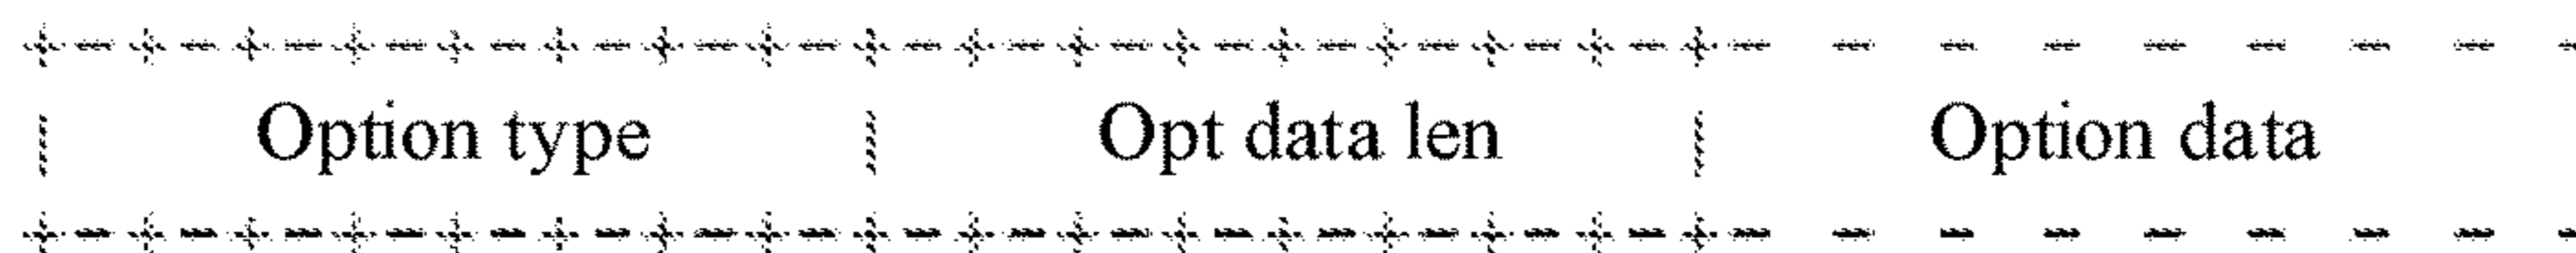 +-+-+-+-+-+-+-+-+-+-+-+-+-+-+-+-+- - - - - - - - -
| Option type | Opt data len | Option data
+-+-+-+-+-+-+-+-+-+-+-+-+-+-+-+-+- - - - - - - - -